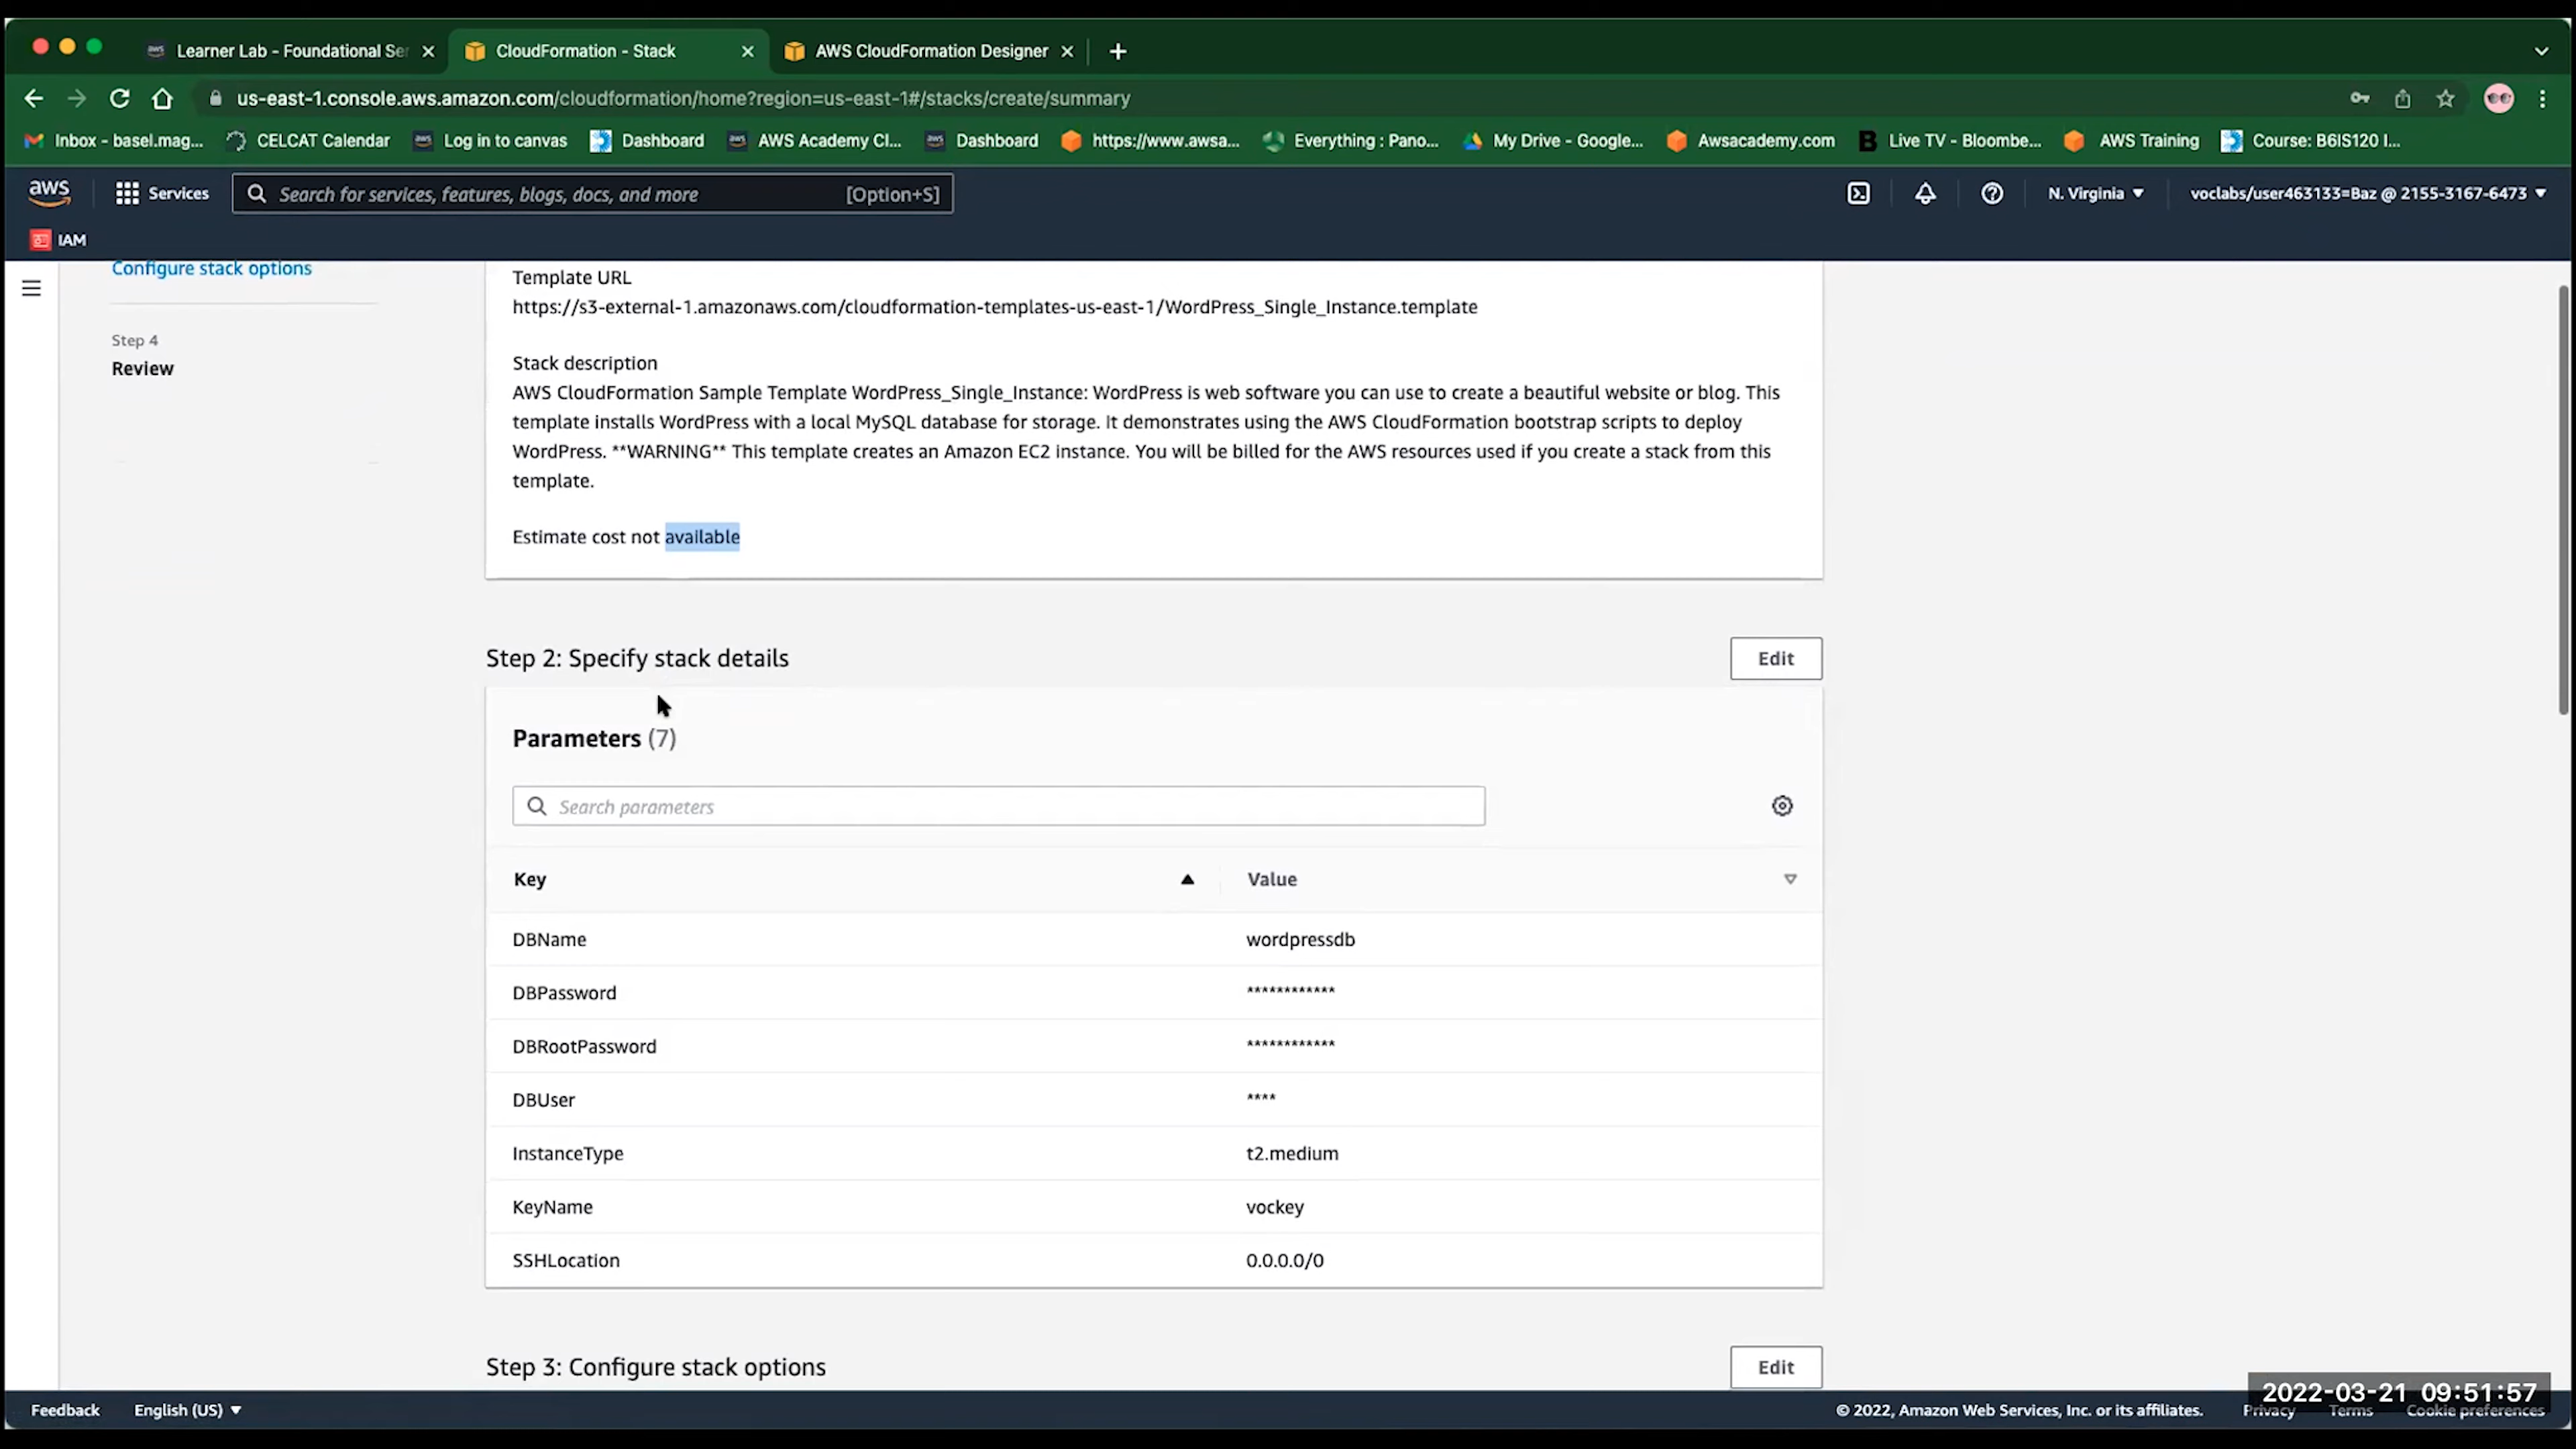 Learner Lab - Foundational Ser
CloudFormation - Stack
AWS CloudFormation Designer
us-east-1.console.aws.amazon.com/cloudformation/home?region=us-east-1#/stacks/create/summary
Inbox - basel.mag...
CELCAT Calendar
aws
Log in to canvas
Dashboard
aws
AWS Academy Cl...
aws
Dashboard
https://www.awsa...
Everything : Pano...
My Drive - Google...
Awsacademy.com
B
Live TV - Bloombe...
AWS Training
Course: B6IS120 I...
aws
Services
Search for services, features, blogs, docs, and more
[Option+S]
N. Virginia
voclabs/user463133=Baz @ 2155-3167-6473
IAM
Configure stack options
Step 4
Review
Template URL
https://s3-external-1.amazonaws.com/cloudformation-templates-us-east-1/WordPress_Single_Instance.template
Stack description
AWS CloudFormation Sample Template WordPress_Single_Instance: WordPress is web software you can use to create a beautiful website or blog. This
template installs WordPress with a local MySQL database for storage. It demonstrates using the AWS CloudFormation bootstrap scripts to deploy
WordPress. **WARNING** This template creates an Amazon EC2 instance. You will be billed for the AWS resources used if you create a stack from this
template.
Estimate cost not available
Step 2: Specify stack details
Edit
Parameters (7)
Search parameters
Key
Value
DBName
wordpressdb
DBPassword
************
DBRootPassword
************
DBUser
****
InstanceType
t2.medium
KeyName
vockey
SSHLocation
0.0.0.0/0
Step 3: Configure stack options
Edit
2022-03-21 09:51:57
Feedback
English (US)
© 2022, Amazon Web Services, Inc. or its affiliates.
Privacy
Terms
Cookie preferences